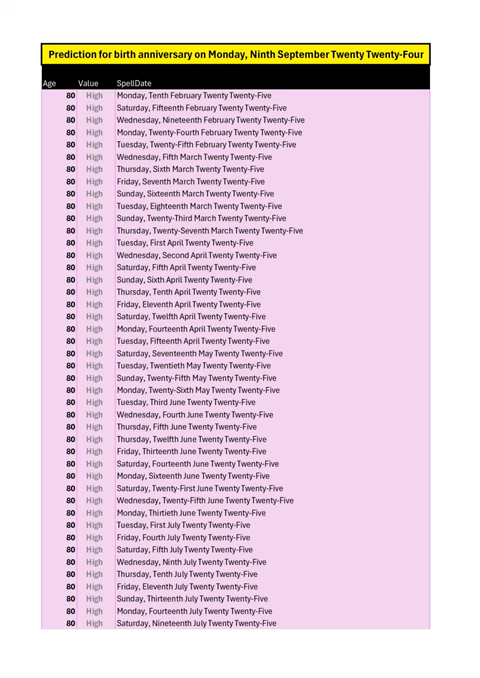 Prediction for birth anniversary on Monday, Ninth September Twenty Twenty-Four
Age Value SpellDate
80 High Monday, Tenth February Twenty Twenty-Five
80 High Saturday, Fifteenth February Twenty Twenty-Five
80 High Wednesday, Nineteenth February Twenty Twenty-Five
80 High Monday, Twenty-Fourth February Twenty Twenty-Five
80 High Tuesday, Twenty-Fifth February Twenty Twenty-Five
80 High Wednesday, Fifth March Twenty Twenty-Five
80 High Thursday, Sixth March Twenty Twenty-Five
80 High Friday, Seventh March Twenty Twenty-Five
80 High Sunday, Sixteenth March Twenty Twenty-Five
80 High Tuesday, Eighteenth March Twenty Twenty-Five
80 High Sunday, Twenty-Third March Twenty Twenty-Five
80 High Thursday, Twenty-Seventh March Twenty Twenty-Five
80 High Tuesday, First April Twenty Twenty-Five
80 High Wednesday, Second April Twenty Twenty-Five
80 High Saturday, Fifth April Twenty Twenty-Five
80 High Sunday, Sixth April Twenty Twenty-Five
80 High Thursday, Tenth April Twenty Twenty-Five
80 High Friday, Eleventh April Twenty Twenty-Five
80 High Saturday, Twelfth April Twenty Twenty-Five
80 High Monday, Fourteenth April Twenty Twenty-Five
80 High Tuesday, Fifteenth April Twenty Twenty-Five
80 High Saturday, Seventeenth May Twenty Twenty-Five
80 High Tuesday, Twentieth May Twenty Twenty-Five
80 High Sunday, Twenty-Fifth May Twenty Twenty-Five
80 High Monday, Twenty-Sixth May Twenty Twenty-Five
80 High Tuesday, Third June Twenty Twenty-Five
80 High Wednesday, Fourth June Twenty Twenty-Five
80 High Thursday, Fifth June Twenty Twenty-Five
80 High Thursday, Twelfth June Twenty Twenty-Five
80 High Friday, Thirteenth June Twenty Twenty-Five
80 High Saturday, Fourteenth June Twenty Twenty-Five
80 High Monday, Sixteenth June Twenty Twenty-Five
80 High Saturday, Twenty-First June Twenty Twenty-Five
80 High Wednesday, Twenty-Fifth June Twenty Twenty-Five
80 High Monday, Thirtieth June Twenty Twenty-Five
80 High Tuesday, First July Twenty Twenty-Five
80 High Friday, Fourth July Twenty Twenty-Five
80 High Saturday, Fifth July Twenty Twenty-Five
80 High Wednesday, Ninth July Twenty Twenty-Five
80 High Thursday, Tenth July Twenty Twenty-Five
80 High Friday, Eleventh July Twenty Twenty-Five
80 High Sunday, Thirteenth July Twenty Twenty-Five
80 High Monday, Fourteenth July Twenty Twenty-Five
80 High Saturday, Nineteenth July Twenty Twenty-Five